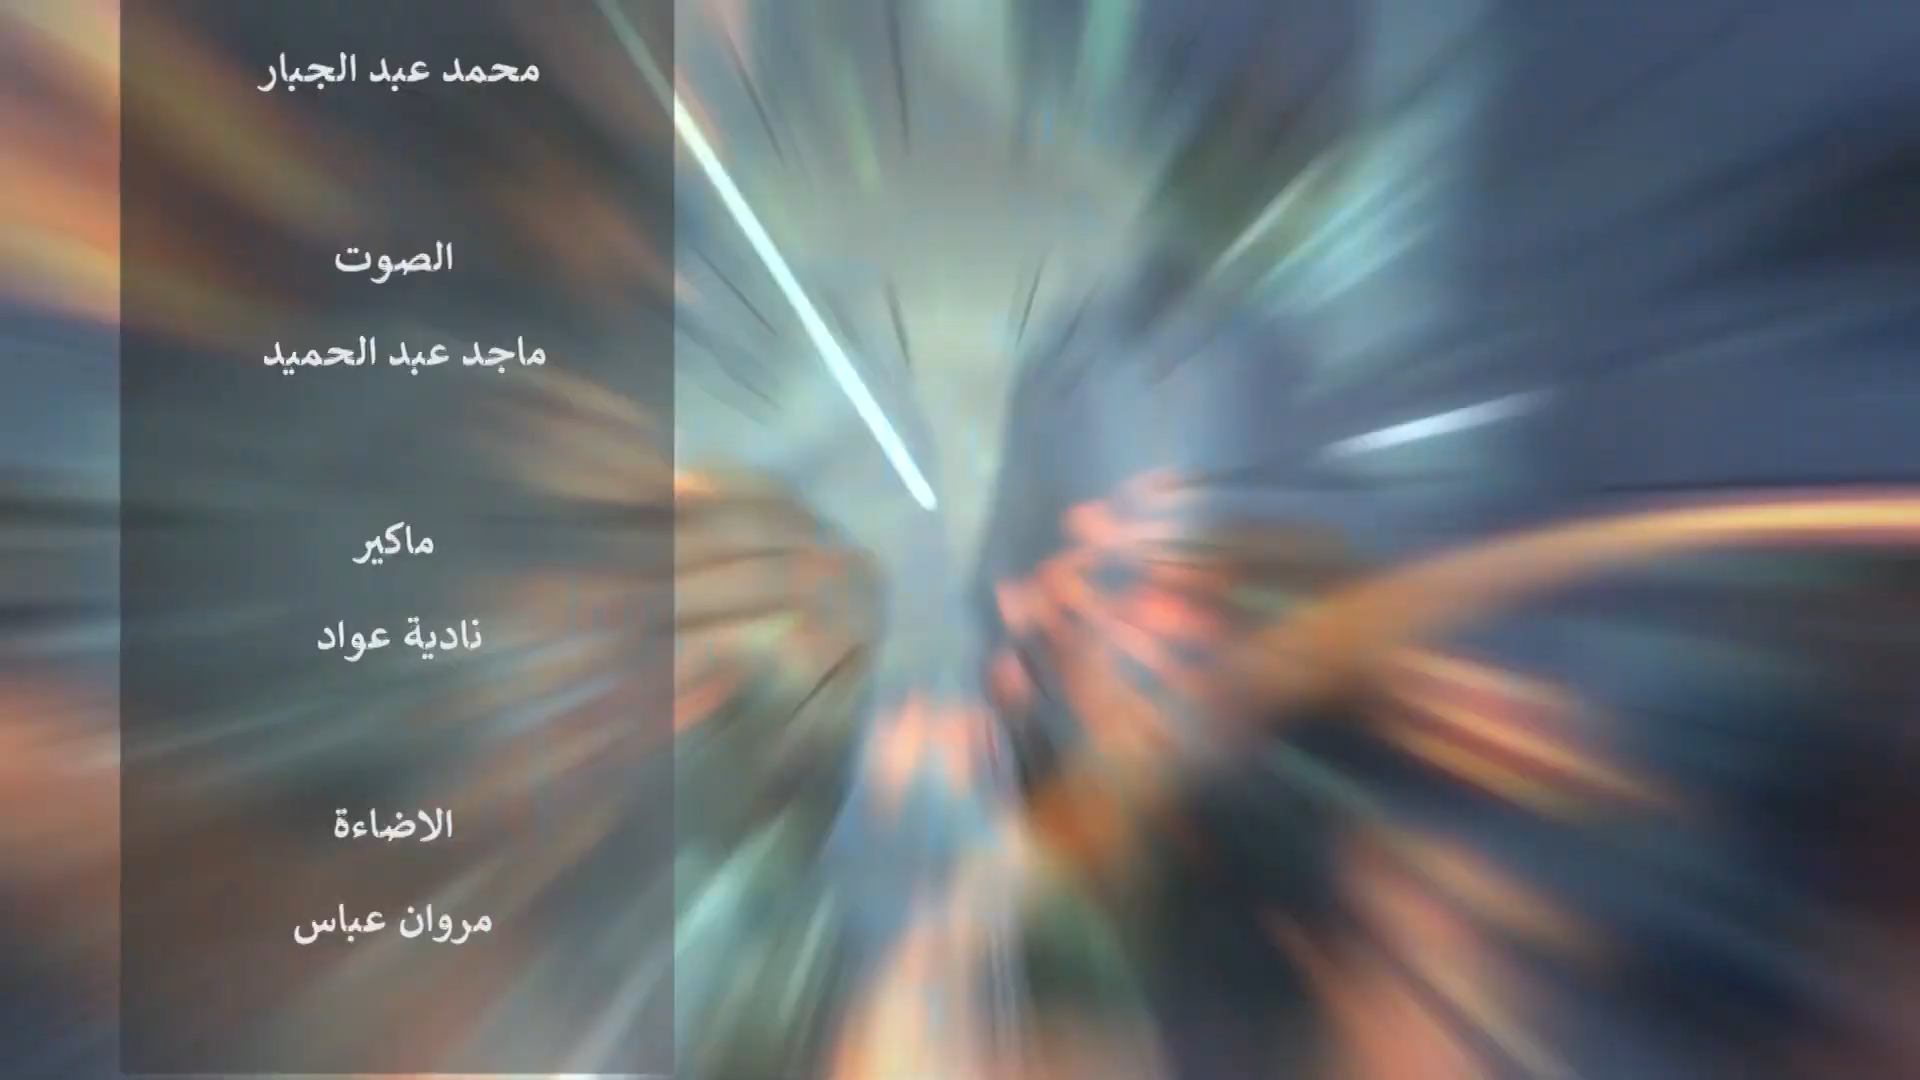 محمد عبد الجبار
الصوت
ماجد عبد الحميد
ماكير
نادية عواد
الاضاءة
مروان عباس